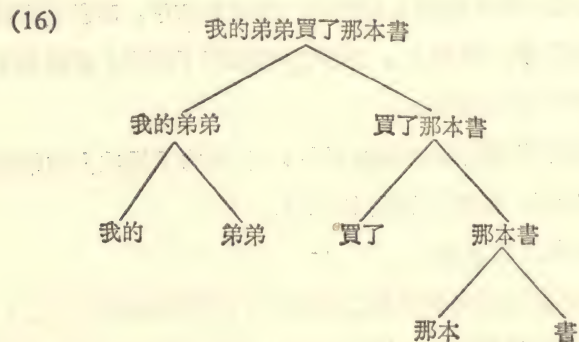 (16)
我的弟弟買了那本書
我的弟弟 買了那本書
我的 弟弟 買了 那本書
那本 書